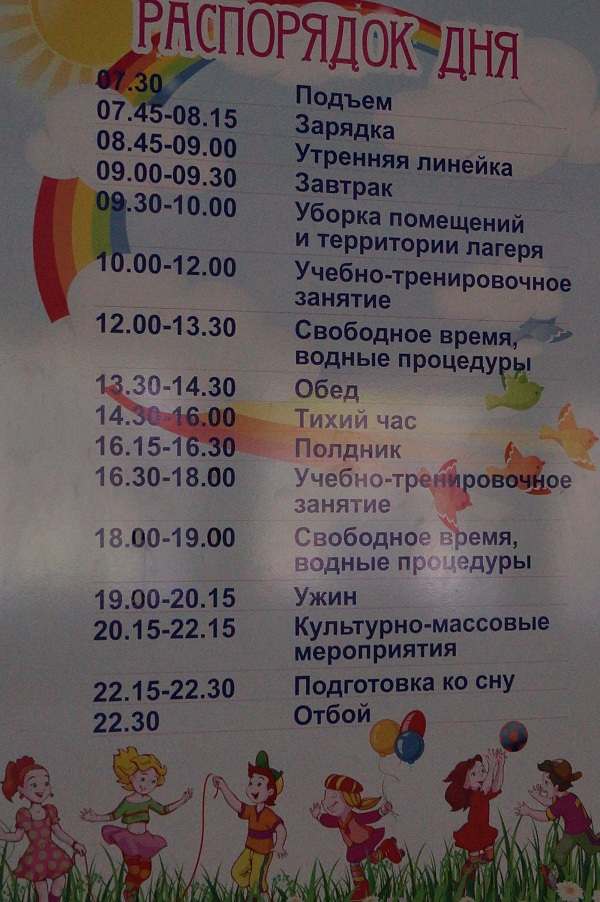 РАСПОРЯДОК ДНЯ
07.30 Подъем
07.45-08.15 Зарядка
08.45-09.00 Утренняя линейка
09.00-09.30 Завтрак
09.30-10.00 Уборка помещений
и территории лагеря
10.00-12.00 Учебно-тренировочное
занятие
12.00-13.30 Свободное время,
водные процедуры
13.30-14.30 Обед
14.30-16.00 Тихий час
16.15-16.30 Полдник
16.30-18.00 Учебно-тренировочное
занятие
18.00-19.00 Свободное время,
водные процедуры
19.00-20.15 Ужин
20.15-22.15 Культурно-массовые
мероприятия
22.15-22.30 Подготовка ко сну
22.30 Отбой